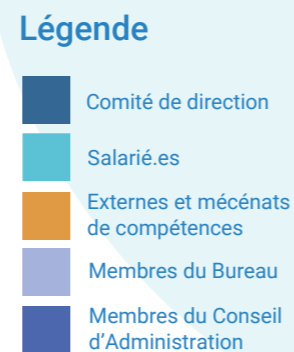 Légende
Comité de direction
Salarié.es
Externes et mécénats
de compétences
Membres du Bureau
Membres du Conseil
d'Administration